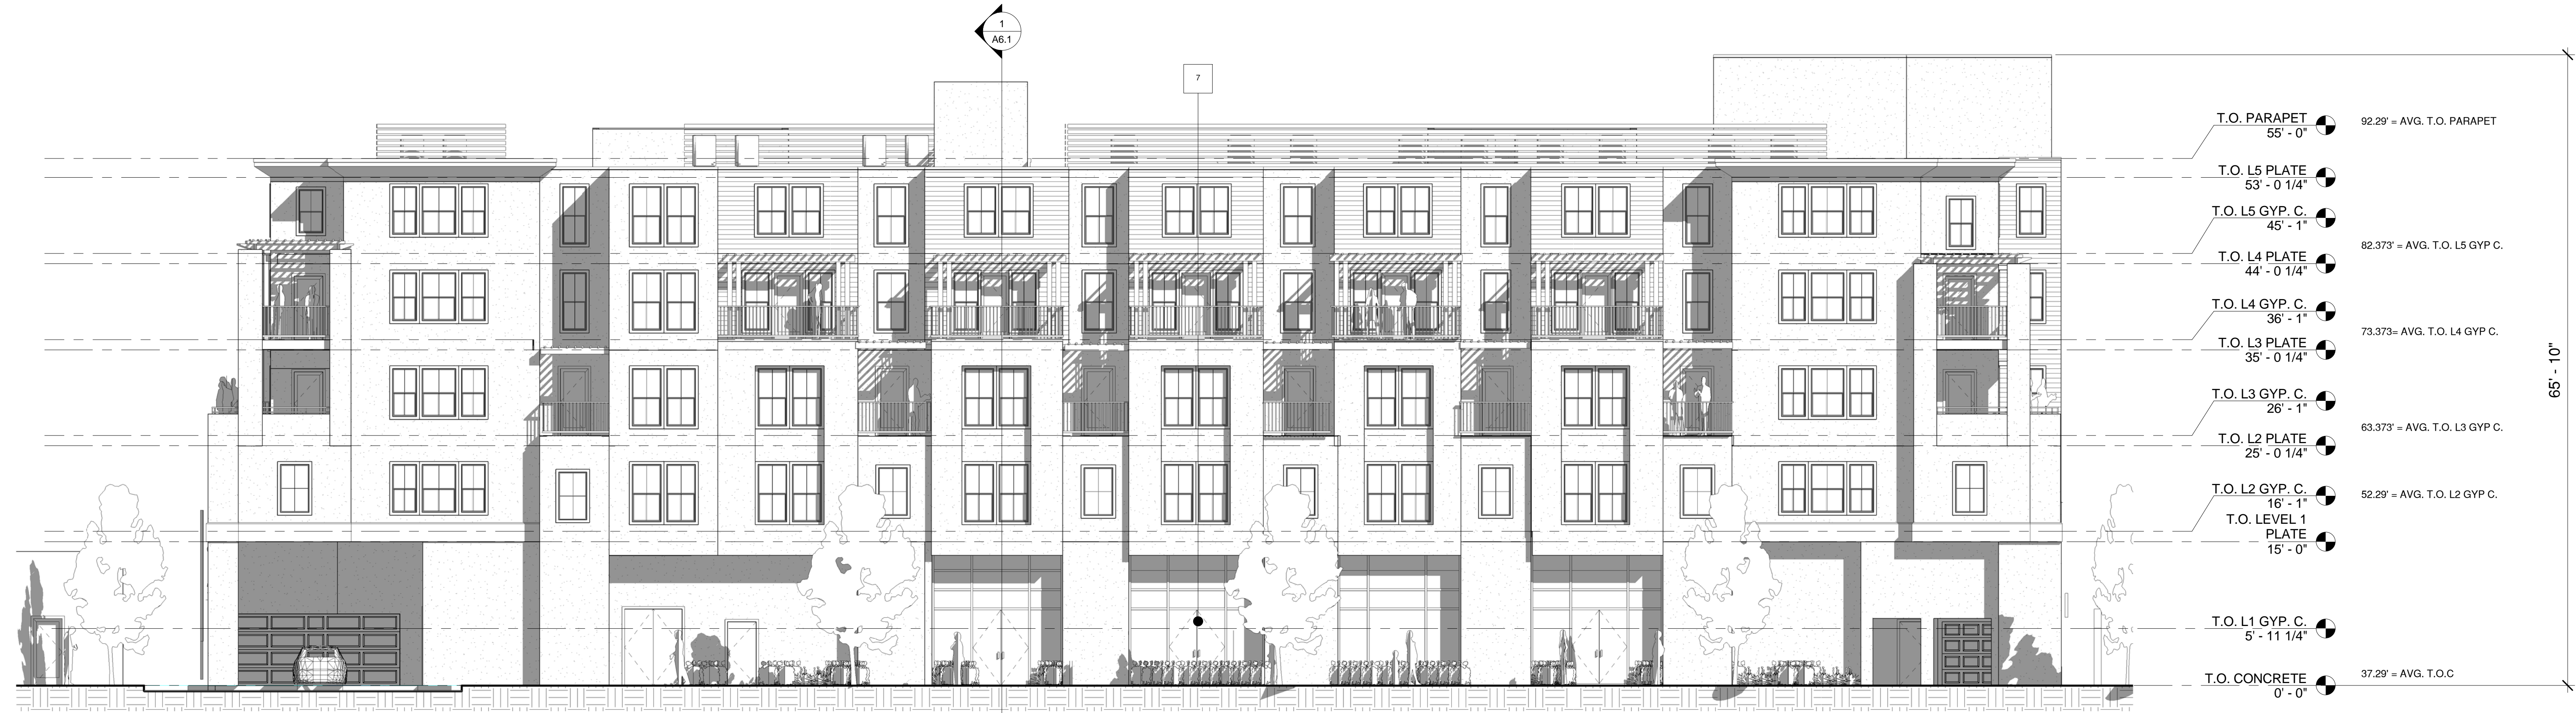 1
A6.1
7
T.O. PARAPET
55' - 0"
92.29' = AVG. T.O. PARAPET
T.O. L5 PLATE
53' - 0 1/4"
T.O. L5 GYP. C.
45' - 1"
82.373' = AVG. T.O. L5 GYP C.
T.O. L4 PLATE
44' - 0 1/4"
T.O. L4 GYP. C.
36' - 1"
73.373= AVG. T.O. L4 GYP C.
T.O. L3 PLATE
35' - 0 1/4"
65' - 10"
T.O. L3 GYP. C.
26' - 1"
63.373' = AVG. T.O. L3 GYP C.
T.O. L2 PLATE
25' - 0 1/4"
T.O. L2 GYP. C.
16' - 1"
52.29' = AVG. T.O. L2 GYP C.
T.O. LEVEL 1
PLATE
15' - 0"
T.O. L1 GYP. C.
5' - 11 1/4"
37.29' = AVG. T.O.C
T.O. CONCRETE
0' - 0"